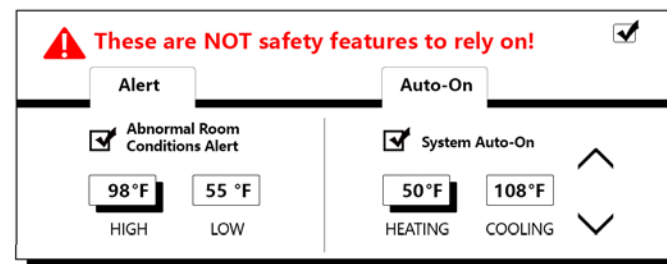 These are NOT safety features to rely on!
Alert
Auto-On
Abnormal Room
Conditions Alert
System Auto-On
98°F
55 °F
50°F
108°F
HIGH
LOW
HEATING
COOLING